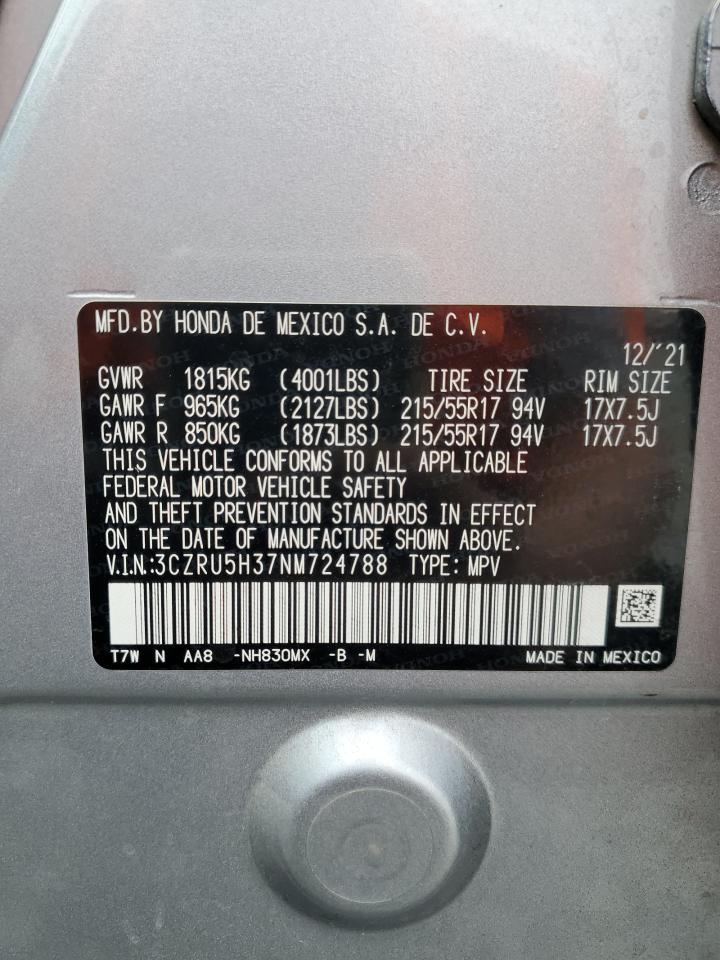 MFD.BY HONDA DE MEXICO S.A. DE C.V.
12/'21
GVWR 1815KG (4001LBS) TIRE SIZE RIM SIZE
GAWR F 965KG (2127LBS) 215/55R17 94V 17X7.5J
GAWR R 850KG (1873LBS) 215/55R17 94V 17X7.5J
THIS VEHICLE CONFORMS TO ALL APPLICABLE
FEDERAL MOTOR VEHICLE SAFETY
AND THEFT PREVENTION STANDARDS IN EFFECT
ON THE DATE OF MANUFACTURE SHOWN ABOVE.
V.I.N.:3CZRU5H37NM724788 TYPE: MPV
T7W N AA8 -NH830MX -B -M MADE IN MEXICO